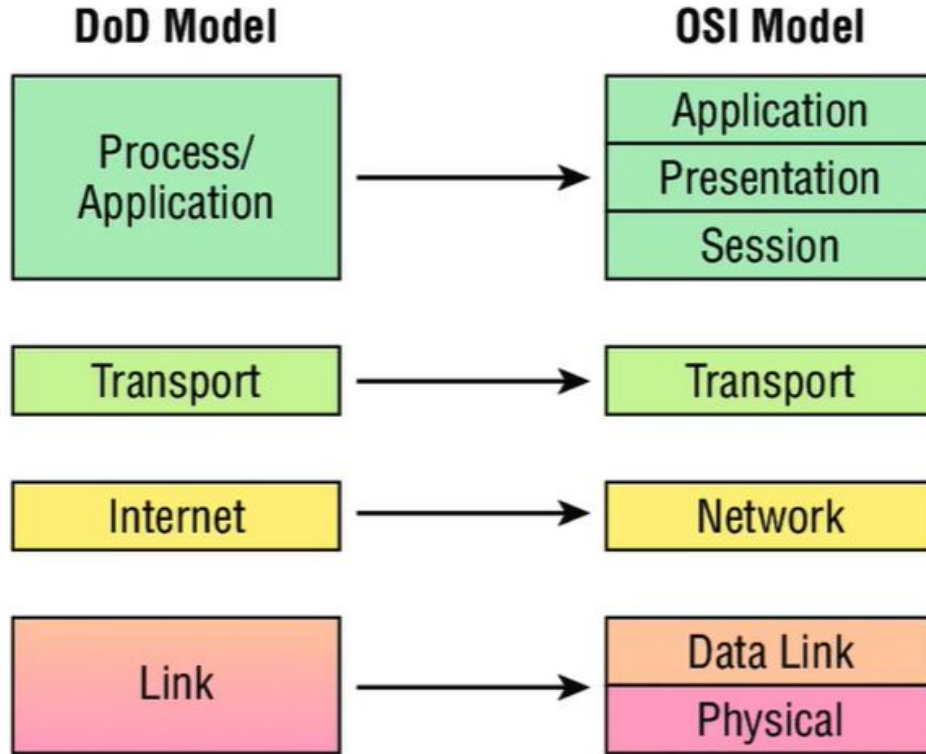 DoD Model
OSI Model
Process/
Application
Application
Presentation
Session
Transport
Transport
Internet
Network
Link
Data Link
Physical